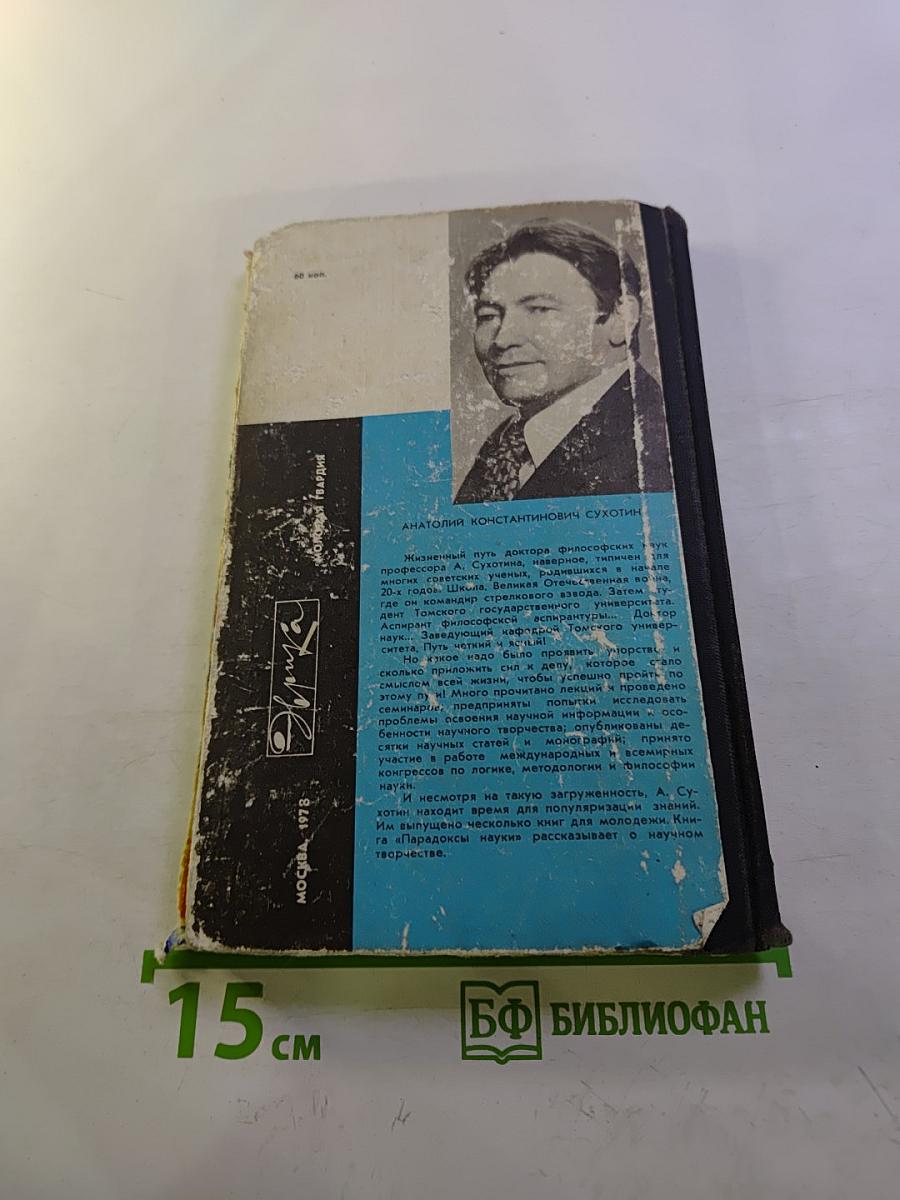 60 коп.
МОЛОДАЯ ГВАРДИЯ
Эврика
МОСКВА 1978
АНАТОЛИЙ КОНСТАНТИНОВИЧ СУХОТИН
Жизненный путь доктора философских наук
профессора А. Сухотина, наверное, типичен для
многих советских ученых, родившихся в начале
20-х годов. Школа. Великая Отечественная война,
где он командир стрелкового взвода. Затем сту-
дент Томского государственного университета.
Аспирант философской аспирантуры... Доктор
наук... Заведующий кафедрой Томского универ-
ситета. Путь четкий и ясный!
Но какое надо было проявить упорство и
сколько приложить сил к делу, которое стало
смыслом всей жизни, чтобы успешно пройти по
этому пути! Много прочитано лекций и проведено
семинаров, предприняты попытки исследовать
проблемы освоения научной информации и осо-
бенности научного творчества; опубликованы де-
сятки научных статей и монографий; принято
участие в работе международных и всемирных
конгрессов по логике, методологии и философии
науки.
И несмотря на такую загруженность, А. Су-
хотин находит время для популяризации знаний.
Им выпущено несколько книг для молодежи. Кни-
га «Парадоксы науки» рассказывает о научном
творчестве.
15 см
БФ БИБЛИОФАН